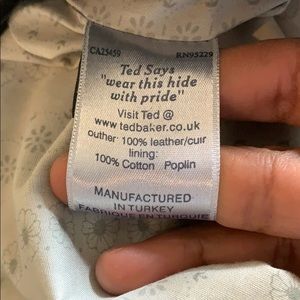 CA25459 RN95229
Ted Says
"wear this hide
with pride"
Visit Ted @
www.tedbaker.co.uk
outher: 100% leather/cuir
lining:
100% Cotton Poplin
MANUFACTURED
IN TURKEY
FABRIQUE EN TURQUIE